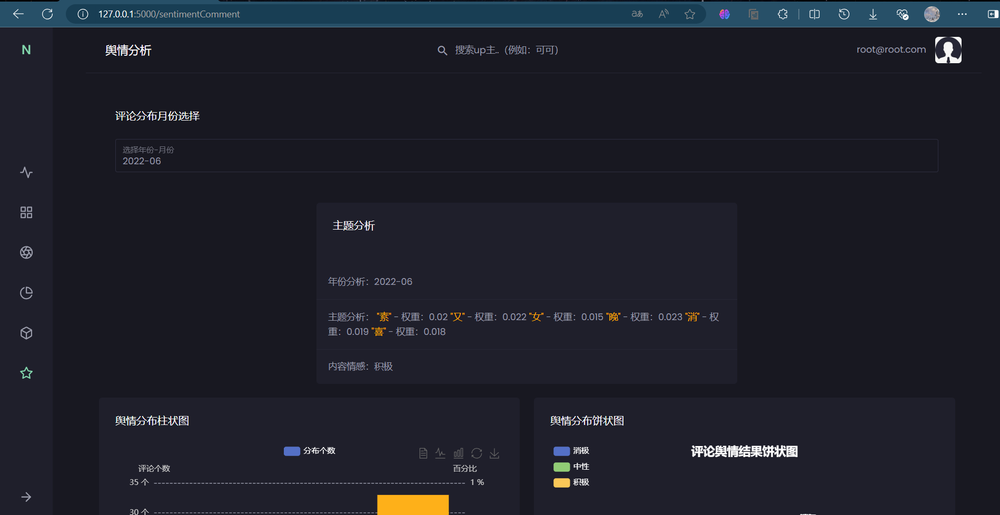 127.0.0.1:5000/sentimentComment
N
舆情分析
搜索up主..（例如：可可）
root@root.com
评论分布月份选择
选择年份-月份
2022-06
主题分析
年份分析：2022-06
主题分析： "素" - 权重：0.02 "又" - 权重：0.022 "女" - 权重：0.015 "晚" - 权重：0.023 "消" - 权
重：0.019 "喜" - 权重：0.018
内容情感：积极
舆情分布柱状图
分布个数
评论个数
百分比
35 个
1 %
30 个
舆情分布饼状图
消极
中性
积极
评论舆情结果饼状图